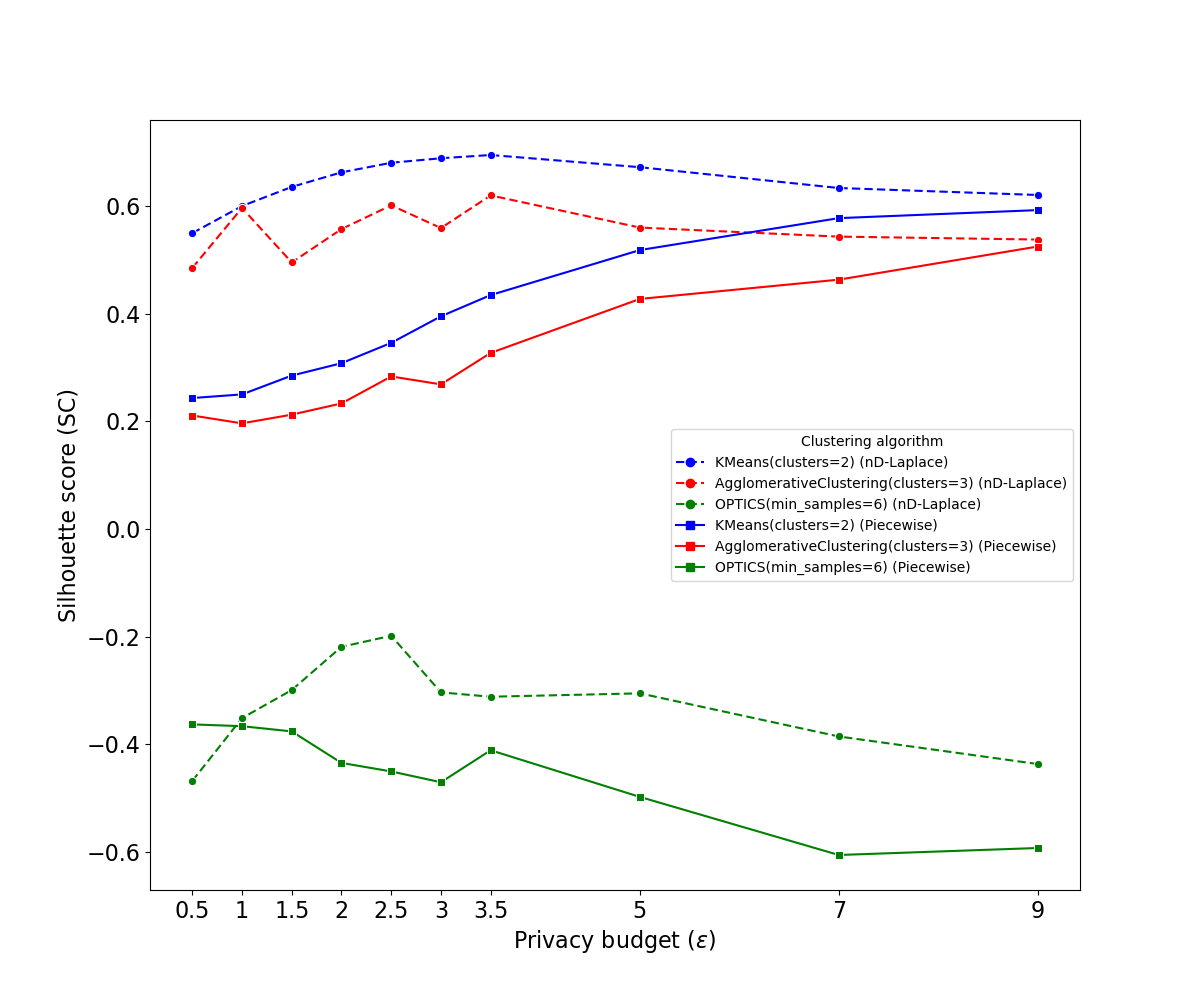 Silhouette score (SC)
0.6
0.4
0.2
0.0
−0.2
−0.4
−0.6
Clustering algorithm
KMeans(clusters=2) (nD-Laplace)
AgglomerativeClustering(clusters=3) (nD-Laplace)
OPTICS(min_samples=6) (nD-Laplace)
KMeans(clusters=2) (Piecewise)
AgglomerativeClustering(clusters=3) (Piecewise)
OPTICS(min_samples=6) (Piecewise)
0.5 1 1.5 2 2.5 3 3.5 5 7 9
Privacy budget (ε)